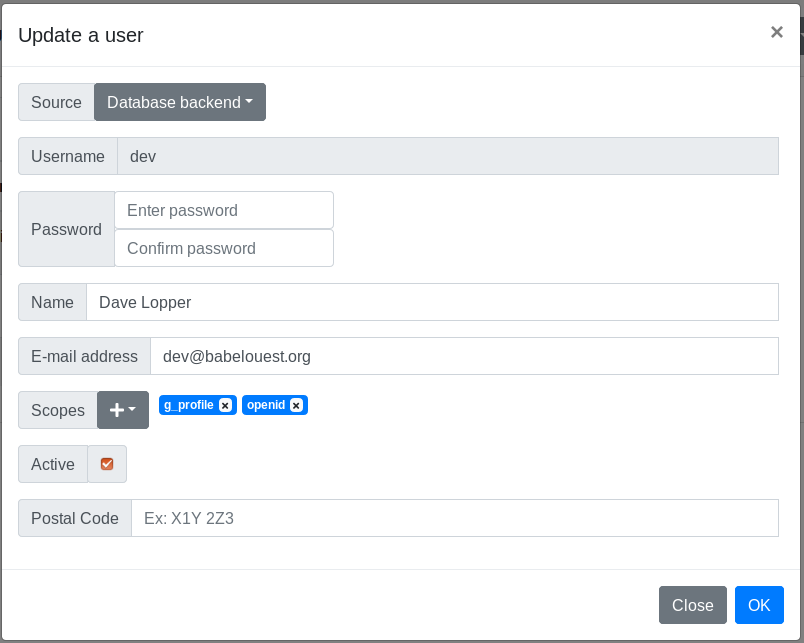 Update a user ×
Source Database backend
Username dev
Password Enter password
Confirm password
Name Dave Lopper
E-mail address dev@babelouest.org
Scopes + g_profile × openid ×
Active
Postal Code Ex: X1Y 2Z3
Close OK